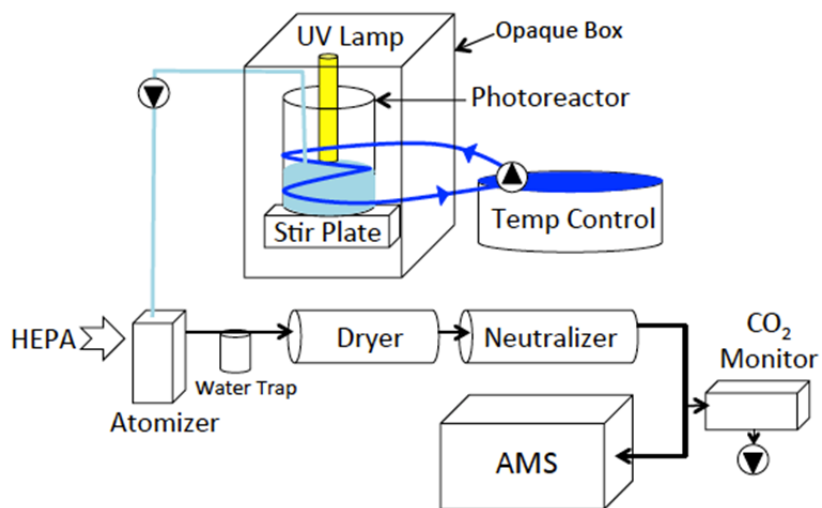 UV Lamp
Opaque Box
Photoreactor
Stir Plate
Temp Control
HEPA
Atomizer
Water Trap
Dryer
Neutralizer
CO₂
Monitor
AMS